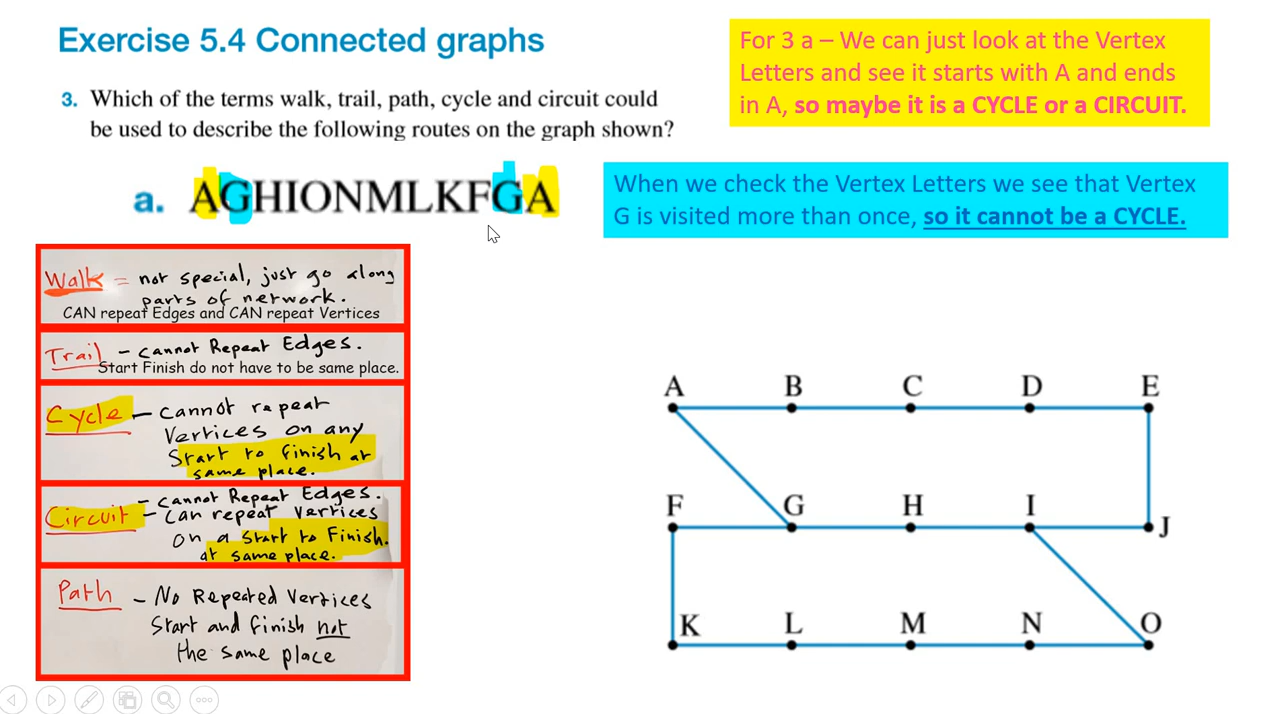 Exercise 5.4 Connected graphs
3. Which of the terms walk, trail, path, cycle and circuit could
be used to describe the following routes on the graph shown?
a. AGHIONMLKFGA
For 3 a – We can just look at the Vertex
Letters and see it starts with A and ends
in A, so maybe it is a CYCLE or a CIRCUIT.
When we check the Vertex Letters we see that Vertex
G is visited more than once, so it cannot be a CYCLE.
Walk = not special, just go along
parts of network.
CAN repeat Edges and CAN repeat Vertices
Trail - cannot Repeat Edges.
Start Finish do not have to be same place.
Cycle - cannot repeat
Vertices on any
Start to finish at
same place.
- cannot Repeat Edges.
Circuit - can repeat vertices
on a start to Finish.
at same place.
Path - No Repeated Vertices
Start and finish not
the same place
A B C D E
F G H I J
K L M N O